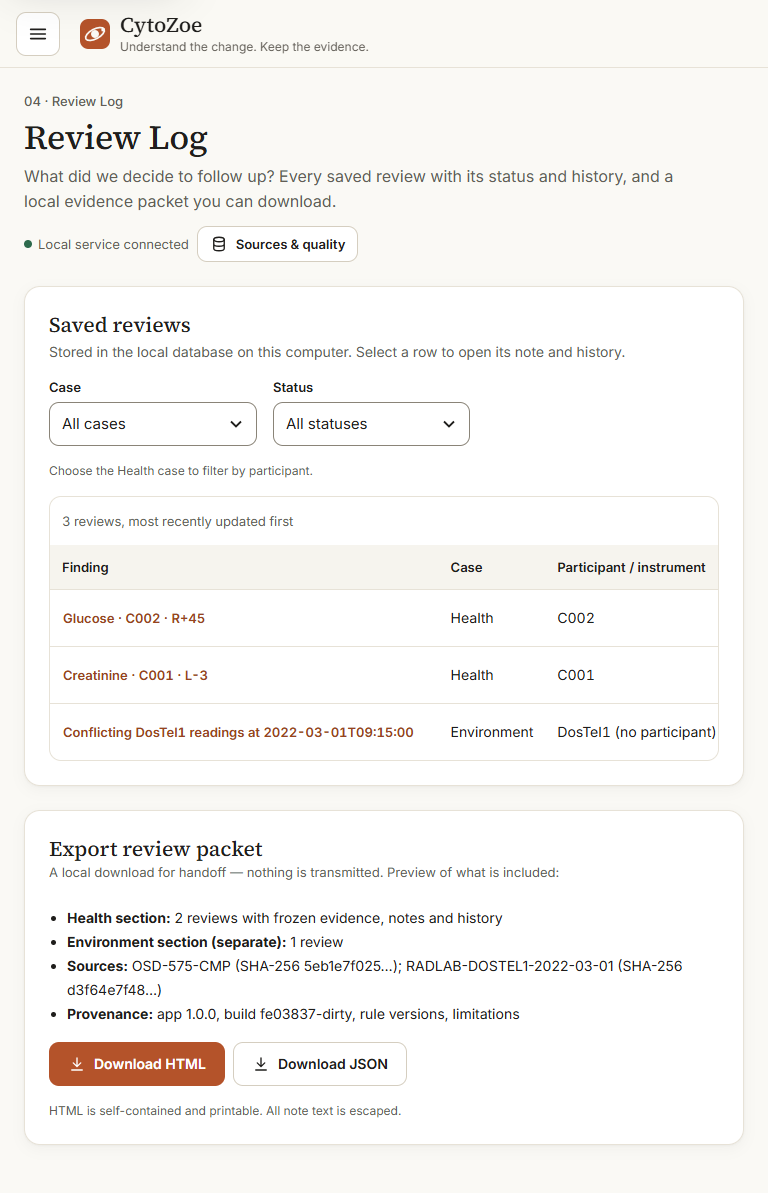 CytoZoe
Understand the change. Keep the evidence.
04 · Review Log
Review Log
What did we decide to follow up? Every saved review with its status and history, and a
local evidence packet you can download.
Local service connected
Sources & quality
Saved reviews
Stored in the local database on this computer. Select a row to open its note and history.
Case
Status
All cases
All statuses
Choose the Health case to filter by participant.
3 reviews, most recently updated first
Finding Case Participant / instrument
Glucose · C002 · R+45 Health C002
Creatinine · C001 · L-3 Health C001
Conflicting DosTel1 readings at 2022-03-01T09:15:00 Environment DosTel1 (no participant)
Export review packet
A local download for handoff — nothing is transmitted. Preview of what is included:
• Health section: 2 reviews with frozen evidence, notes and history
• Environment section (separate): 1 review
• Sources: OSD-575-CMP (SHA-256 5eb1e7f025…); RADLAB-DOSTEL1-2022-03-01 (SHA-256
d3f64e7f48…)
• Provenance: app 1.0.0, build fe03837-dirty, rule versions, limitations
Download HTML
Download JSON
HTML is self-contained and printable. All note text is escaped.